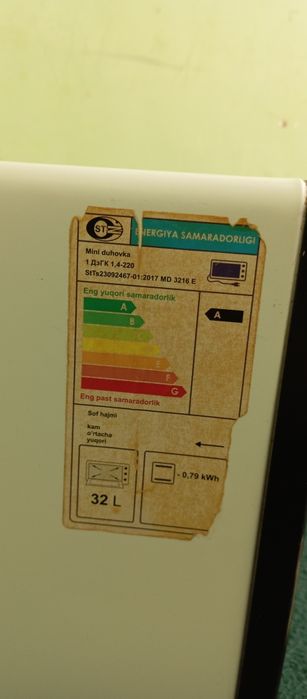 ST
ENERGIYA SAMARADORLIGI
Mini duhovka
1 ДэГК 1,4-220
StTs23092467-01:2017 MD 3216 E
Eng yuqori samaradorlik
A
B
C
E
F
G
A
Eng past samaradorlik
Sof hajmi
kam
o'rtacha
yuqori
32 L
- 0,79 kWh